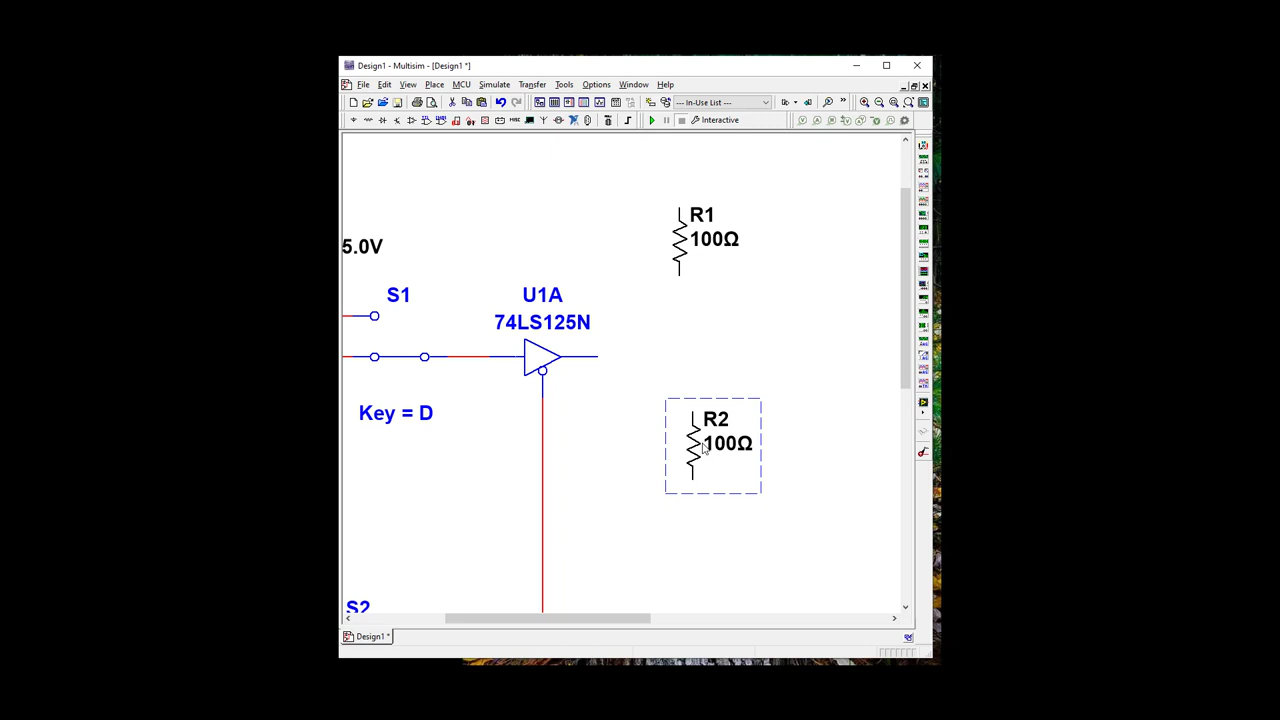 Design1 - Multisim - [Design1 *]
File Edit View Place MCU Simulate Transfer Tools Options Window Help
--- In-Use List ---
Interactive
R1
100Ω
5.0V
S1
U1A
74LS125N
Key = D
R2
100Ω
S2
Design1 *